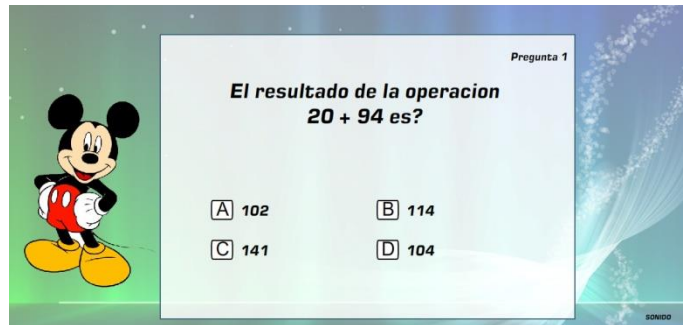 Pregunta 1
El resultado de la operacion
20 + 94 es?
A 102
B 114
C 141
D 104
SONIDO